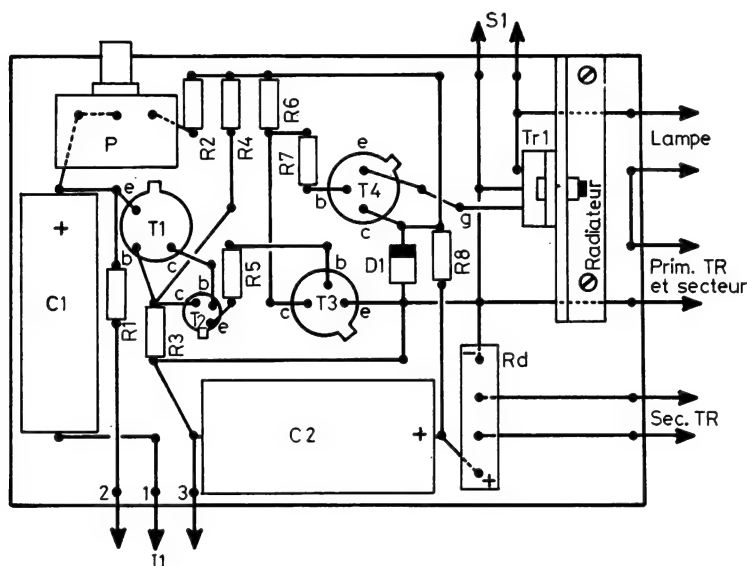 S1
P
R2
R4
R6
R7
e
T4
b
c
g
Tr1
Radiateur
Lampe
+
C1
e
T1
b
c
R1
b
c
T2
e
R3
R5
b
T3
c
e
D1
R8
Prim. TR
et secteur
-
Rd
+
Sec. TR
C2
+
2
1
3
I1